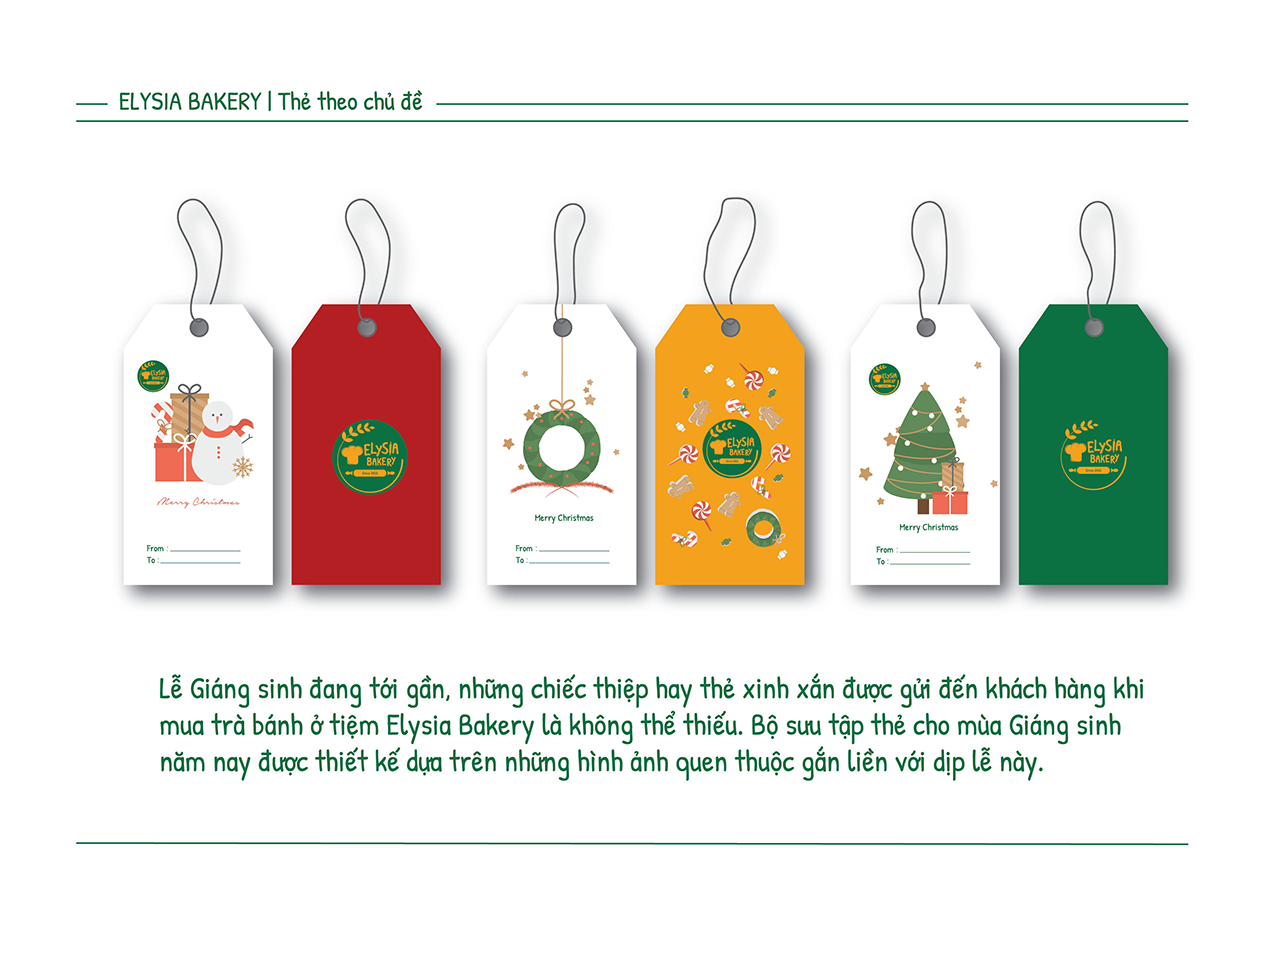 ELYSIA BAKERY | Thẻ theo chủ đề
ELYSIA
BAKERY
Merry Christmas
From :
To :
ELYSIA
BAKERY
Since 2002
Merry Christmas
From :
To :
ELYSIA
BAKERY
ELYSIA
BAKERY
Merry Christmas
From :
To :
ELYSIA
BAKERY
Lễ Giáng sinh đang tới gần, những chiếc thiệp hay thẻ xinh xắn được gửi đến khách hàng khi
mua trà bánh ở tiệm Elysia Bakery là không thể thiếu. Bộ sưu tập thẻ cho mùa Giáng sinh
năm nay được thiết kế dựa trên những hình ảnh quen thuộc gắn liền với dịp lễ này.